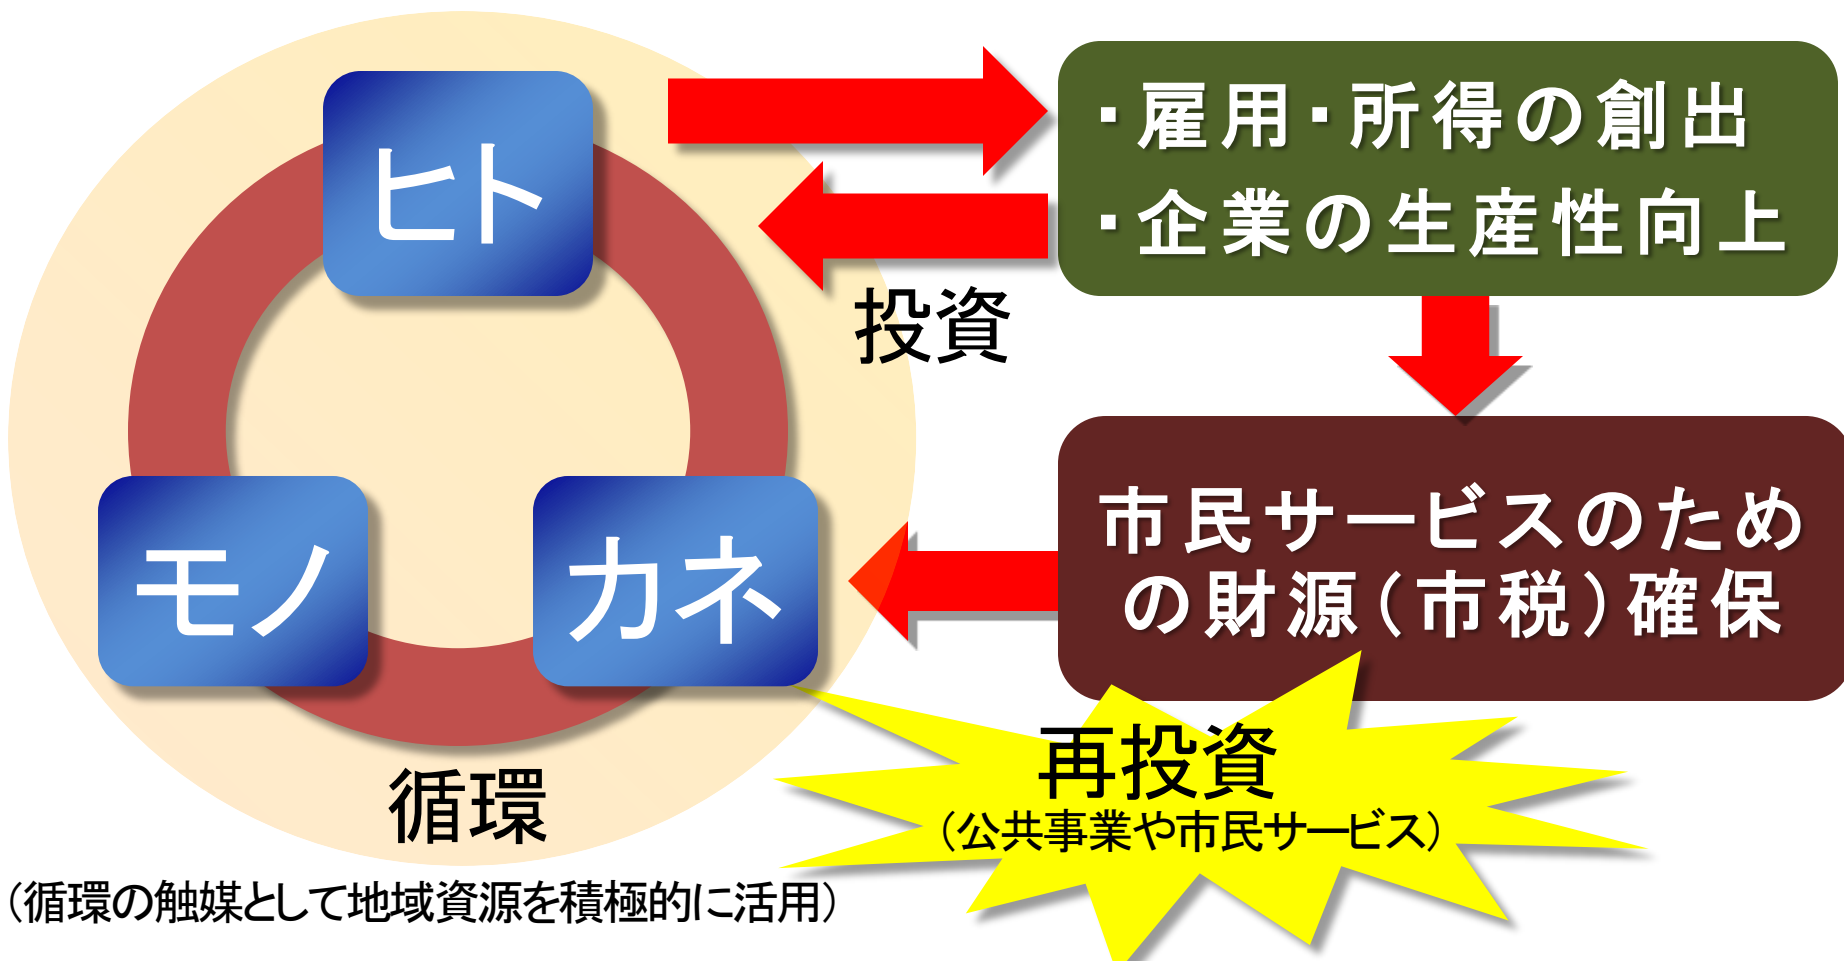 ヒト
モノ
カネ
循環
（循環の触媒として地域資源を積極的に活用）
・雇用・所得の創出
・企業の生産性向上
投資
市民サービスのため
の財源（市税）確保
再投資
（公共事業や市民サービス）